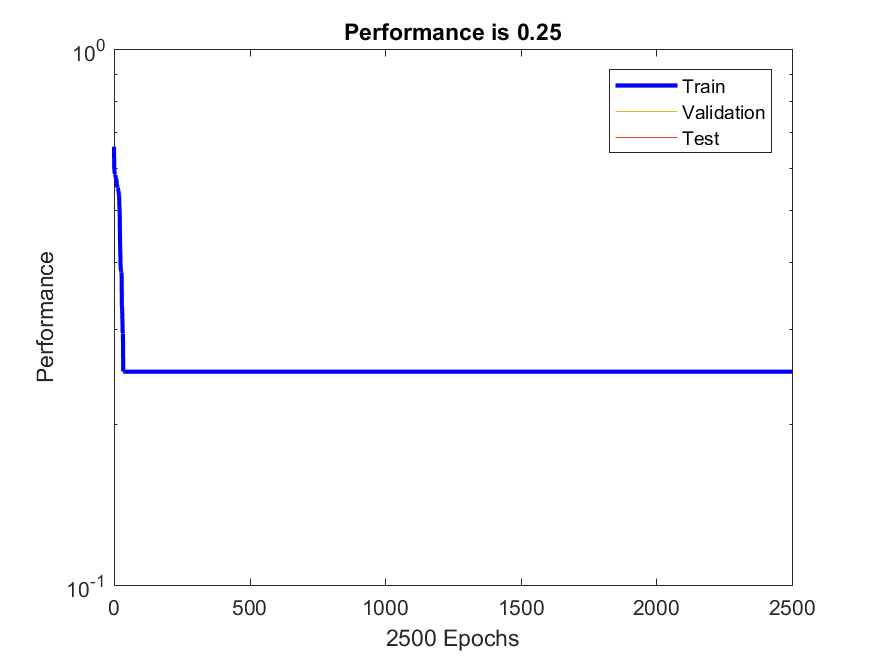 Performance is 0.25
10^0
Train
Validation
Test
Performance
10^-1
0 500 1000 1500 2000 2500
2500 Epochs